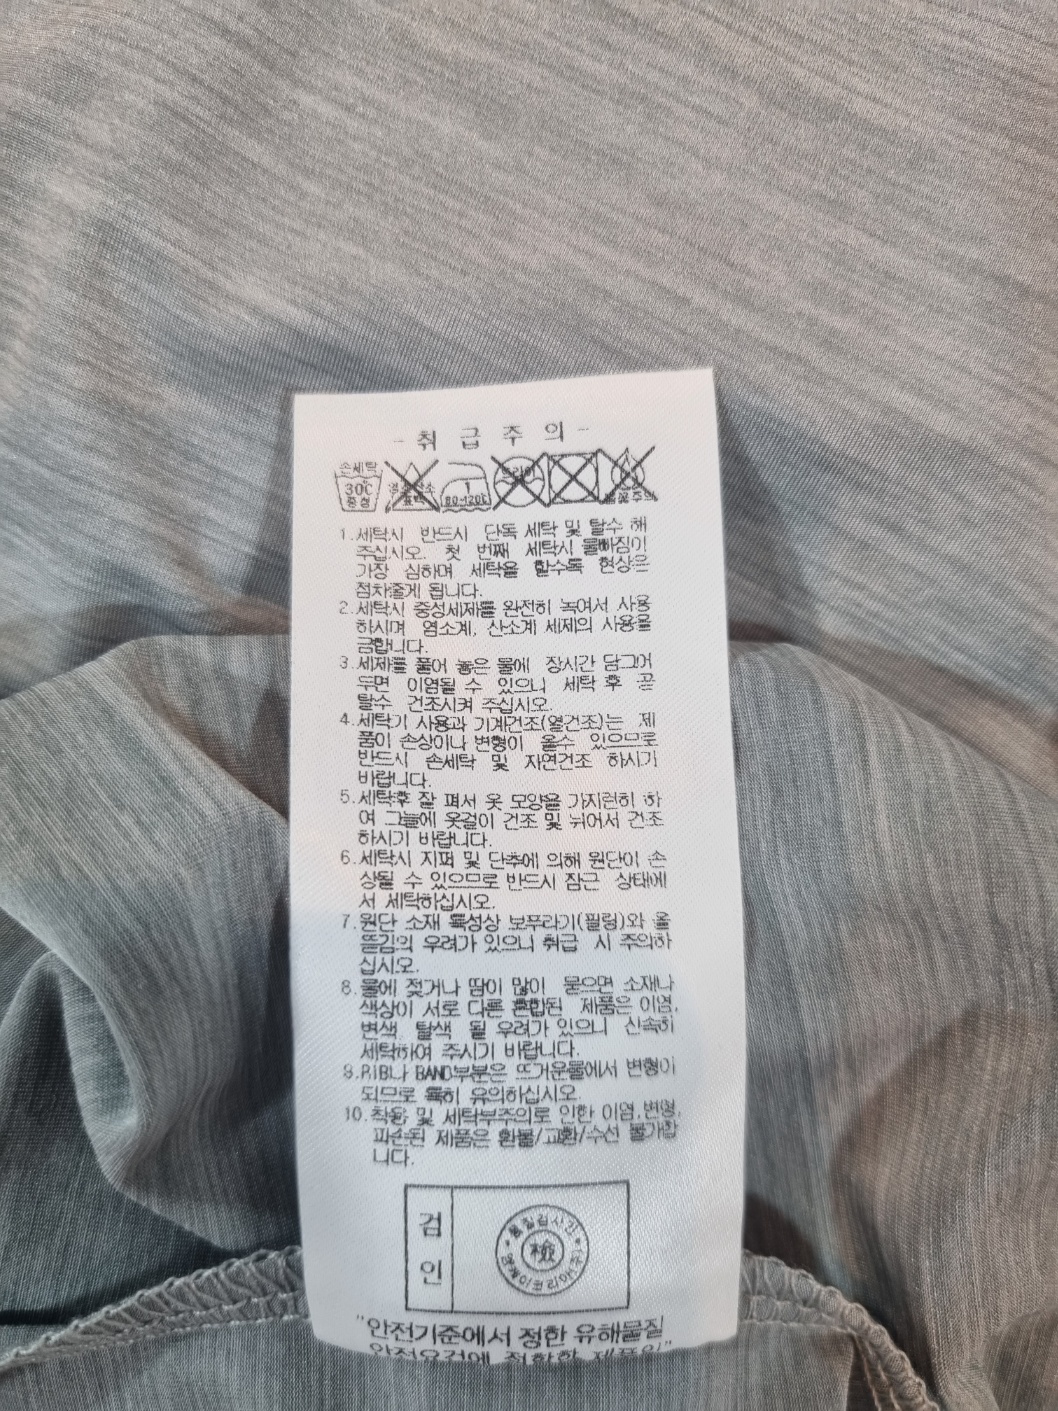 - 취 급 주 의 -
손세탁
30℃
중성
80~120℃
1.세탁시 반드시 단독 세탁 및 탈수 해
주십시오. 첫 번째 세탁시 물빠짐이
가장 심하며 세탁을 할수록 현상은
점차줄게 됩니다.
2.세탁시 중성세제를 완전히 녹여서 사용
하시며 염소계, 산소계 세제의 사용을
금합니다.
3.세제를 풀어 놓은 물에 장시간 담그어
두면 이염될 수 있으니 세탁 후 곧
탈수 건조시켜 주십시오.
4.세탁기 사용과 기계건조(열건조)는 제
품이 손상이나 변형이 올수 있으므로
반드시 손세탁 및 자연건조 하시기
바랍니다.
5.세탁후 잘 펴서 옷 모양을 가지런히 하
여 그늘에 옷걸이 건조 및 뉘어서 건조
하시기 바랍니다.
6.세탁시 지퍼 및 단추에 의해 원단이 손
상될 수 있으므로 반드시 잠근 상태에
서 세탁하십시오.
7.원단 소재 특성상 보푸라기(필링)와 올
뜯김의 우려가 있으니 취급 시 주의하
십시오.
8.물에 젖거나 땀이 많이 묻으면 소재나
색상이 서로 다른 혼합된 제품은 이염,
변색 탈색 될 우려가 있으니 신속히
세탁하여 주시기 바랍니다.
9.RIB나 BAND부분은 뜨거운물에서 변형이
되므로 특히 유의하십시오.
10.착용 및 세탁부주의로 인한 이염,변형,
파손된 제품은 환불/교환/수선 불가합
니다.
검
인
품질검사간
檢
"안전기준에서 정한 유해물질
안전요건에 적합한 제품임"